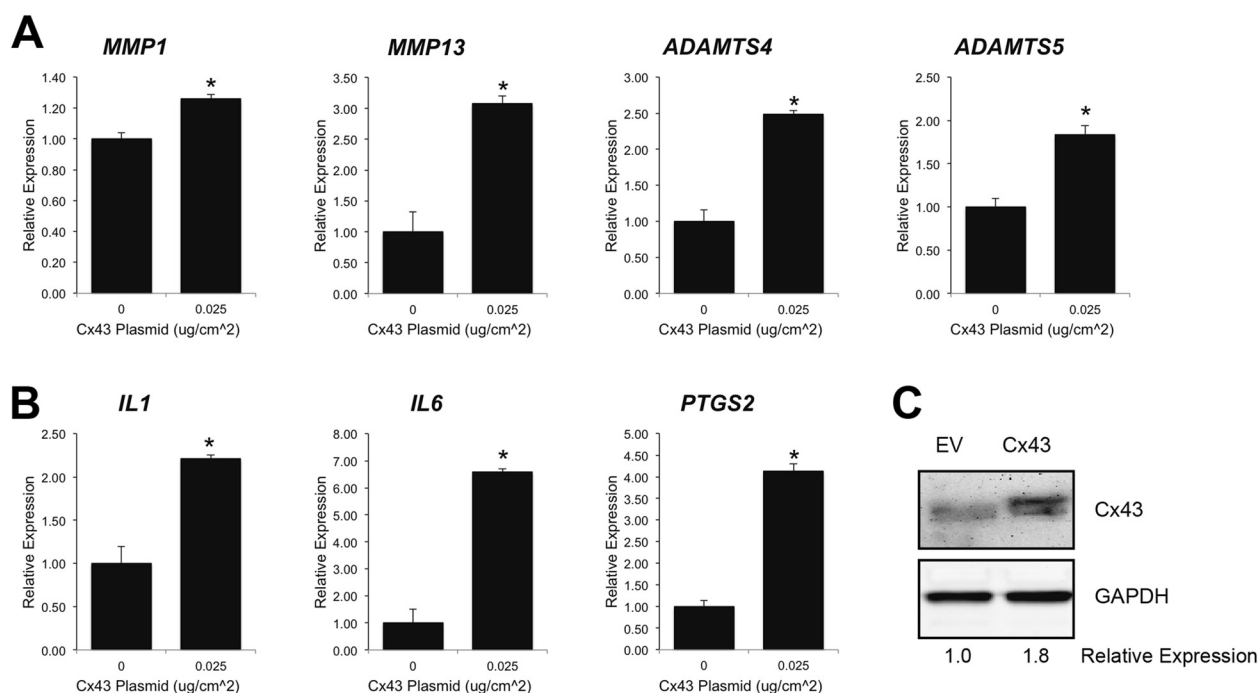 A
MMP1
MMP13
ADAMTS4
ADAMTS5
Relative Expression
1.40
1.20
1.00
0.80
0.60
0.40
0.20
0.00
*
0 0.025
Cx43 Plasmid (ug/cm^2)
Relative Expression
3.50
3.00
2.50
2.00
1.50
1.00
0.50
0.00
*
0 0.025
Cx43 Plasmid (ug/cm^2)
Relative Expression
3.00
2.50
2.00
1.50
1.00
0.50
0.00
*
0 0.025
Cx43 Plasmid (ug/cm^2)
Relative Expression
2.50
2.00
1.50
1.00
0.50
0.00
*
0 0.025
Cx43 Plasmid (ug/cm^2)
B
IL1
IL6
PTGS2
Relative Expression
2.50
2.00
1.50
1.00
0.50
0.00
*
0 0.025
Cx43 Plasmid (ug/cm^2)
Relative Expression
8.00
7.00
6.00
5.00
4.00
3.00
2.00
1.00
0.00
*
0 0.025
Cx43 Plasmid (ug/cm^2)
Relative Expression
5.00
4.50
4.00
3.50
3.00
2.50
2.00
1.50
1.00
0.50
0.00
*
0 0.025
Cx43 Plasmid (ug/cm^2)
C
EV Cx43
Cx43
GAPDH
1.0 1.8 Relative Expression